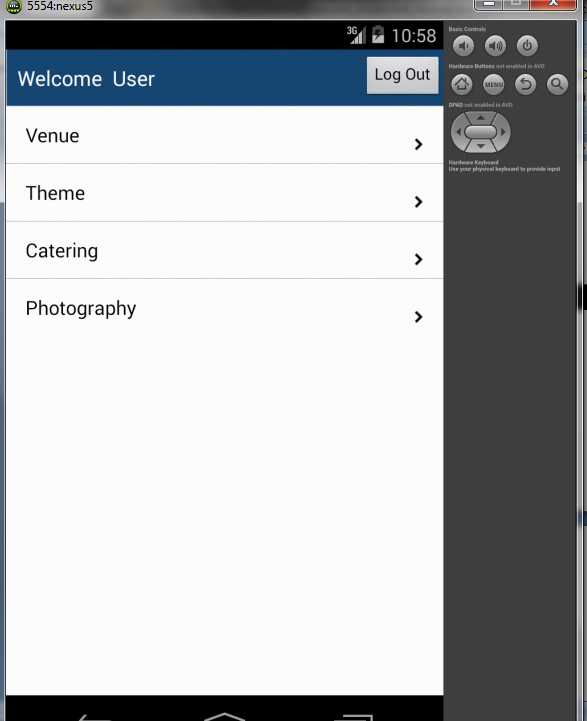 5554:nexus5
3G 10:58
Welcome User
Log Out
Venue
Theme
Catering
Photography
Basic Controls
Hardware Buttons not enabled in AVD
MENU
DPAD not enabled in AVD
Hardware Keyboard
Use your physical keyboard to provide input